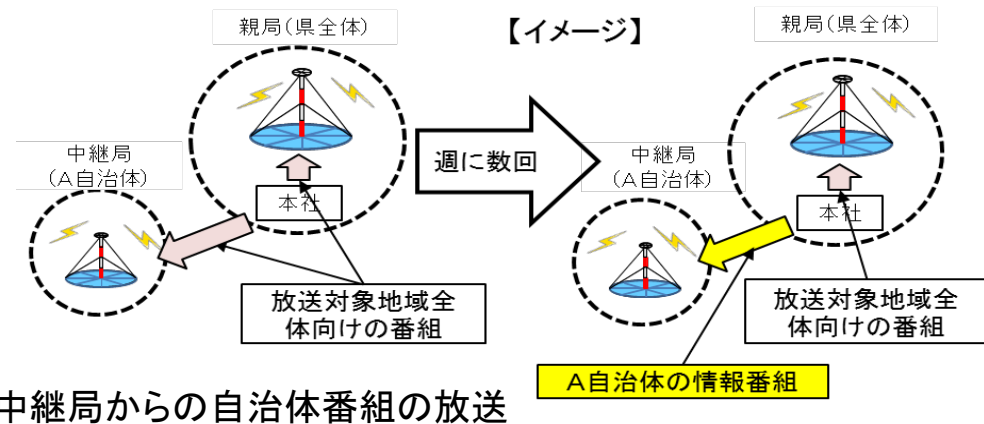 親局(県全体)
【イメージ】
親局(県全体)
中継局
(A自治体)
本社
週に数回
中継局
(A自治体)
本社
放送対象地域全
体向けの番組
放送対象地域全
体向けの番組
A自治体の情報番組
中継局からの自治体番組の放送